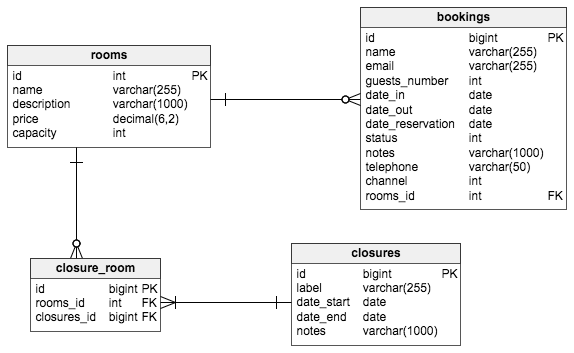 bookings
id bigint PK
name varchar(255)
email varchar(255)
guests_number int
date_in date
date_out date
date_reservation date
status int
notes varchar(1000)
telephone varchar(50)
channel int
rooms_id int FK
rooms
id int PK
name varchar(255)
description varchar(1000)
price decimal(6,2)
capacity int
closure_room
id bigint PK
rooms_id int FK
closures_id bigint FK
closures
id bigint PK
label varchar(255)
date_start date
date_end date
notes varchar(1000)